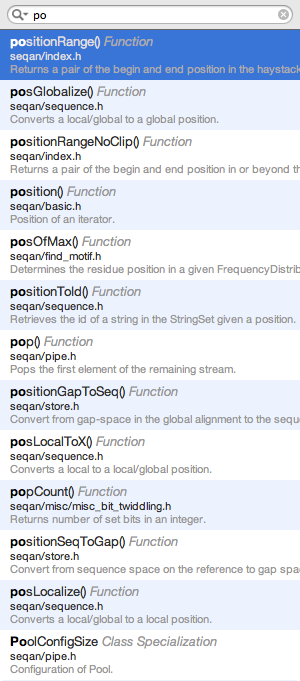 po
positionRange() Function
seqan/index.h
Returns a pair of the begin and end position in the haystack
posGlobalize() Function
seqan/sequence.h
Converts a local/global to a global position.
positionRangeNoClip() Function
seqan/index.h
Returns a pair of the begin and end position in or beyond th
position() Function
seqan/basic.h
Position of an iterator.
posOfMax() Function
seqan/find_motif.h
Determines the residue position in a given FrequencyDistrib
positionToId() Function
seqan/sequence.h
Retrieves the id of a string in the StringSet given a position.
pop() Function
seqan/pipe.h
Pops the first element of the remaining stream.
positionGapToSeq() Function
seqan/store.h
Convert from gap-space in the global alignment to the seque
posLocalToX() Function
seqan/sequence.h
Converts a local to a local/global position.
popCount() Function
seqan/misc/misc_bit_twiddling.h
Returns number of set bits in an integer.
positionSeqToGap() Function
seqan/store.h
Convert from sequence space on the reference to gap spac
posLocalize() Function
seqan/sequence.h
Converts a local/global to a local position.
PoolConfigSize Class Specialization
seqan/pipe.h
Configuration of Pool.